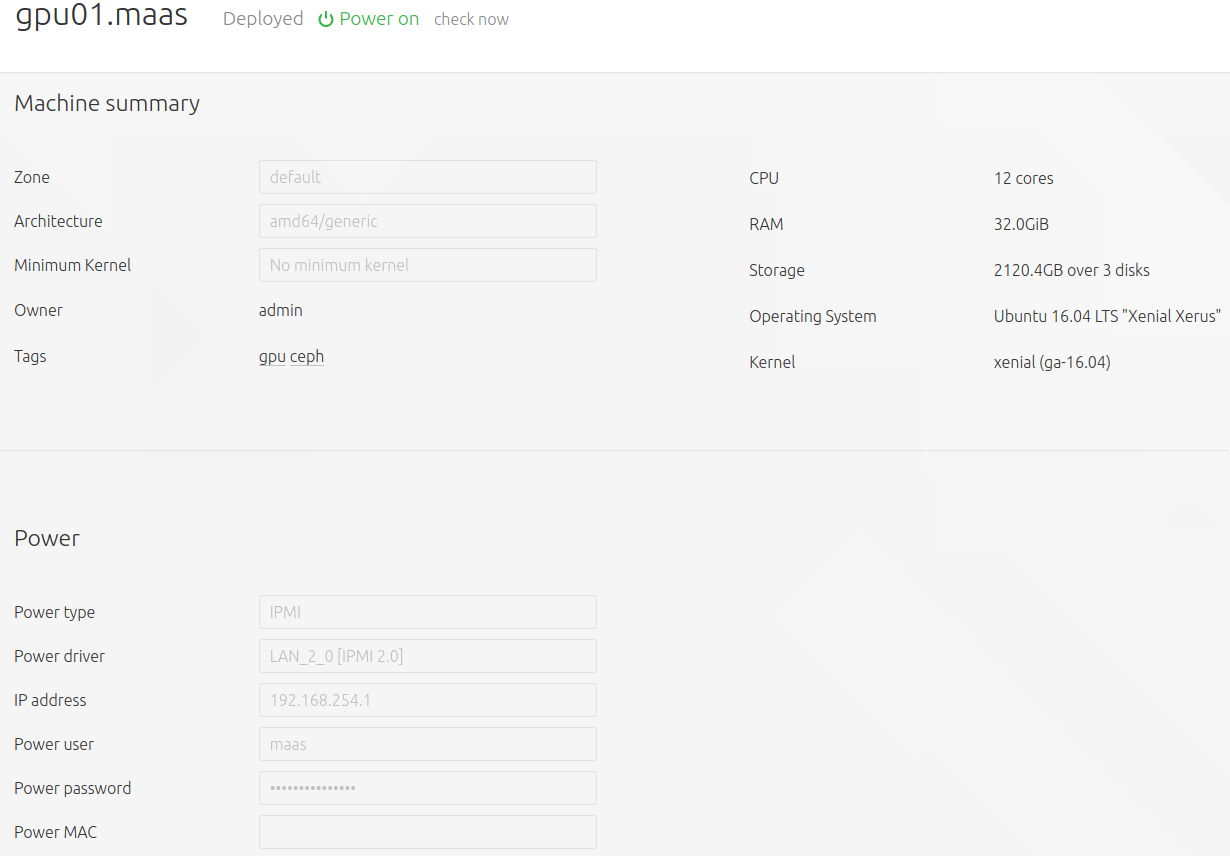 gpu01.maas Deployed Power on check now
Machine summary
Zone default
Architecture amd64/generic
Minimum Kernel No minimum kernel
Owner admin
Tags gpu ceph
CPU 12 cores
RAM 32.0GiB
Storage 2120.4GB over 3 disks
Operating System Ubuntu 16.04 LTS "Xenial Xerus"
Kernel xenial (ga-16.04)
Power
Power type IPMI
Power driver LAN_2_0 [IPMI 2.0]
IP address 192.168.254.1
Power user maas
Power password •••••••••••••••
Power MAC